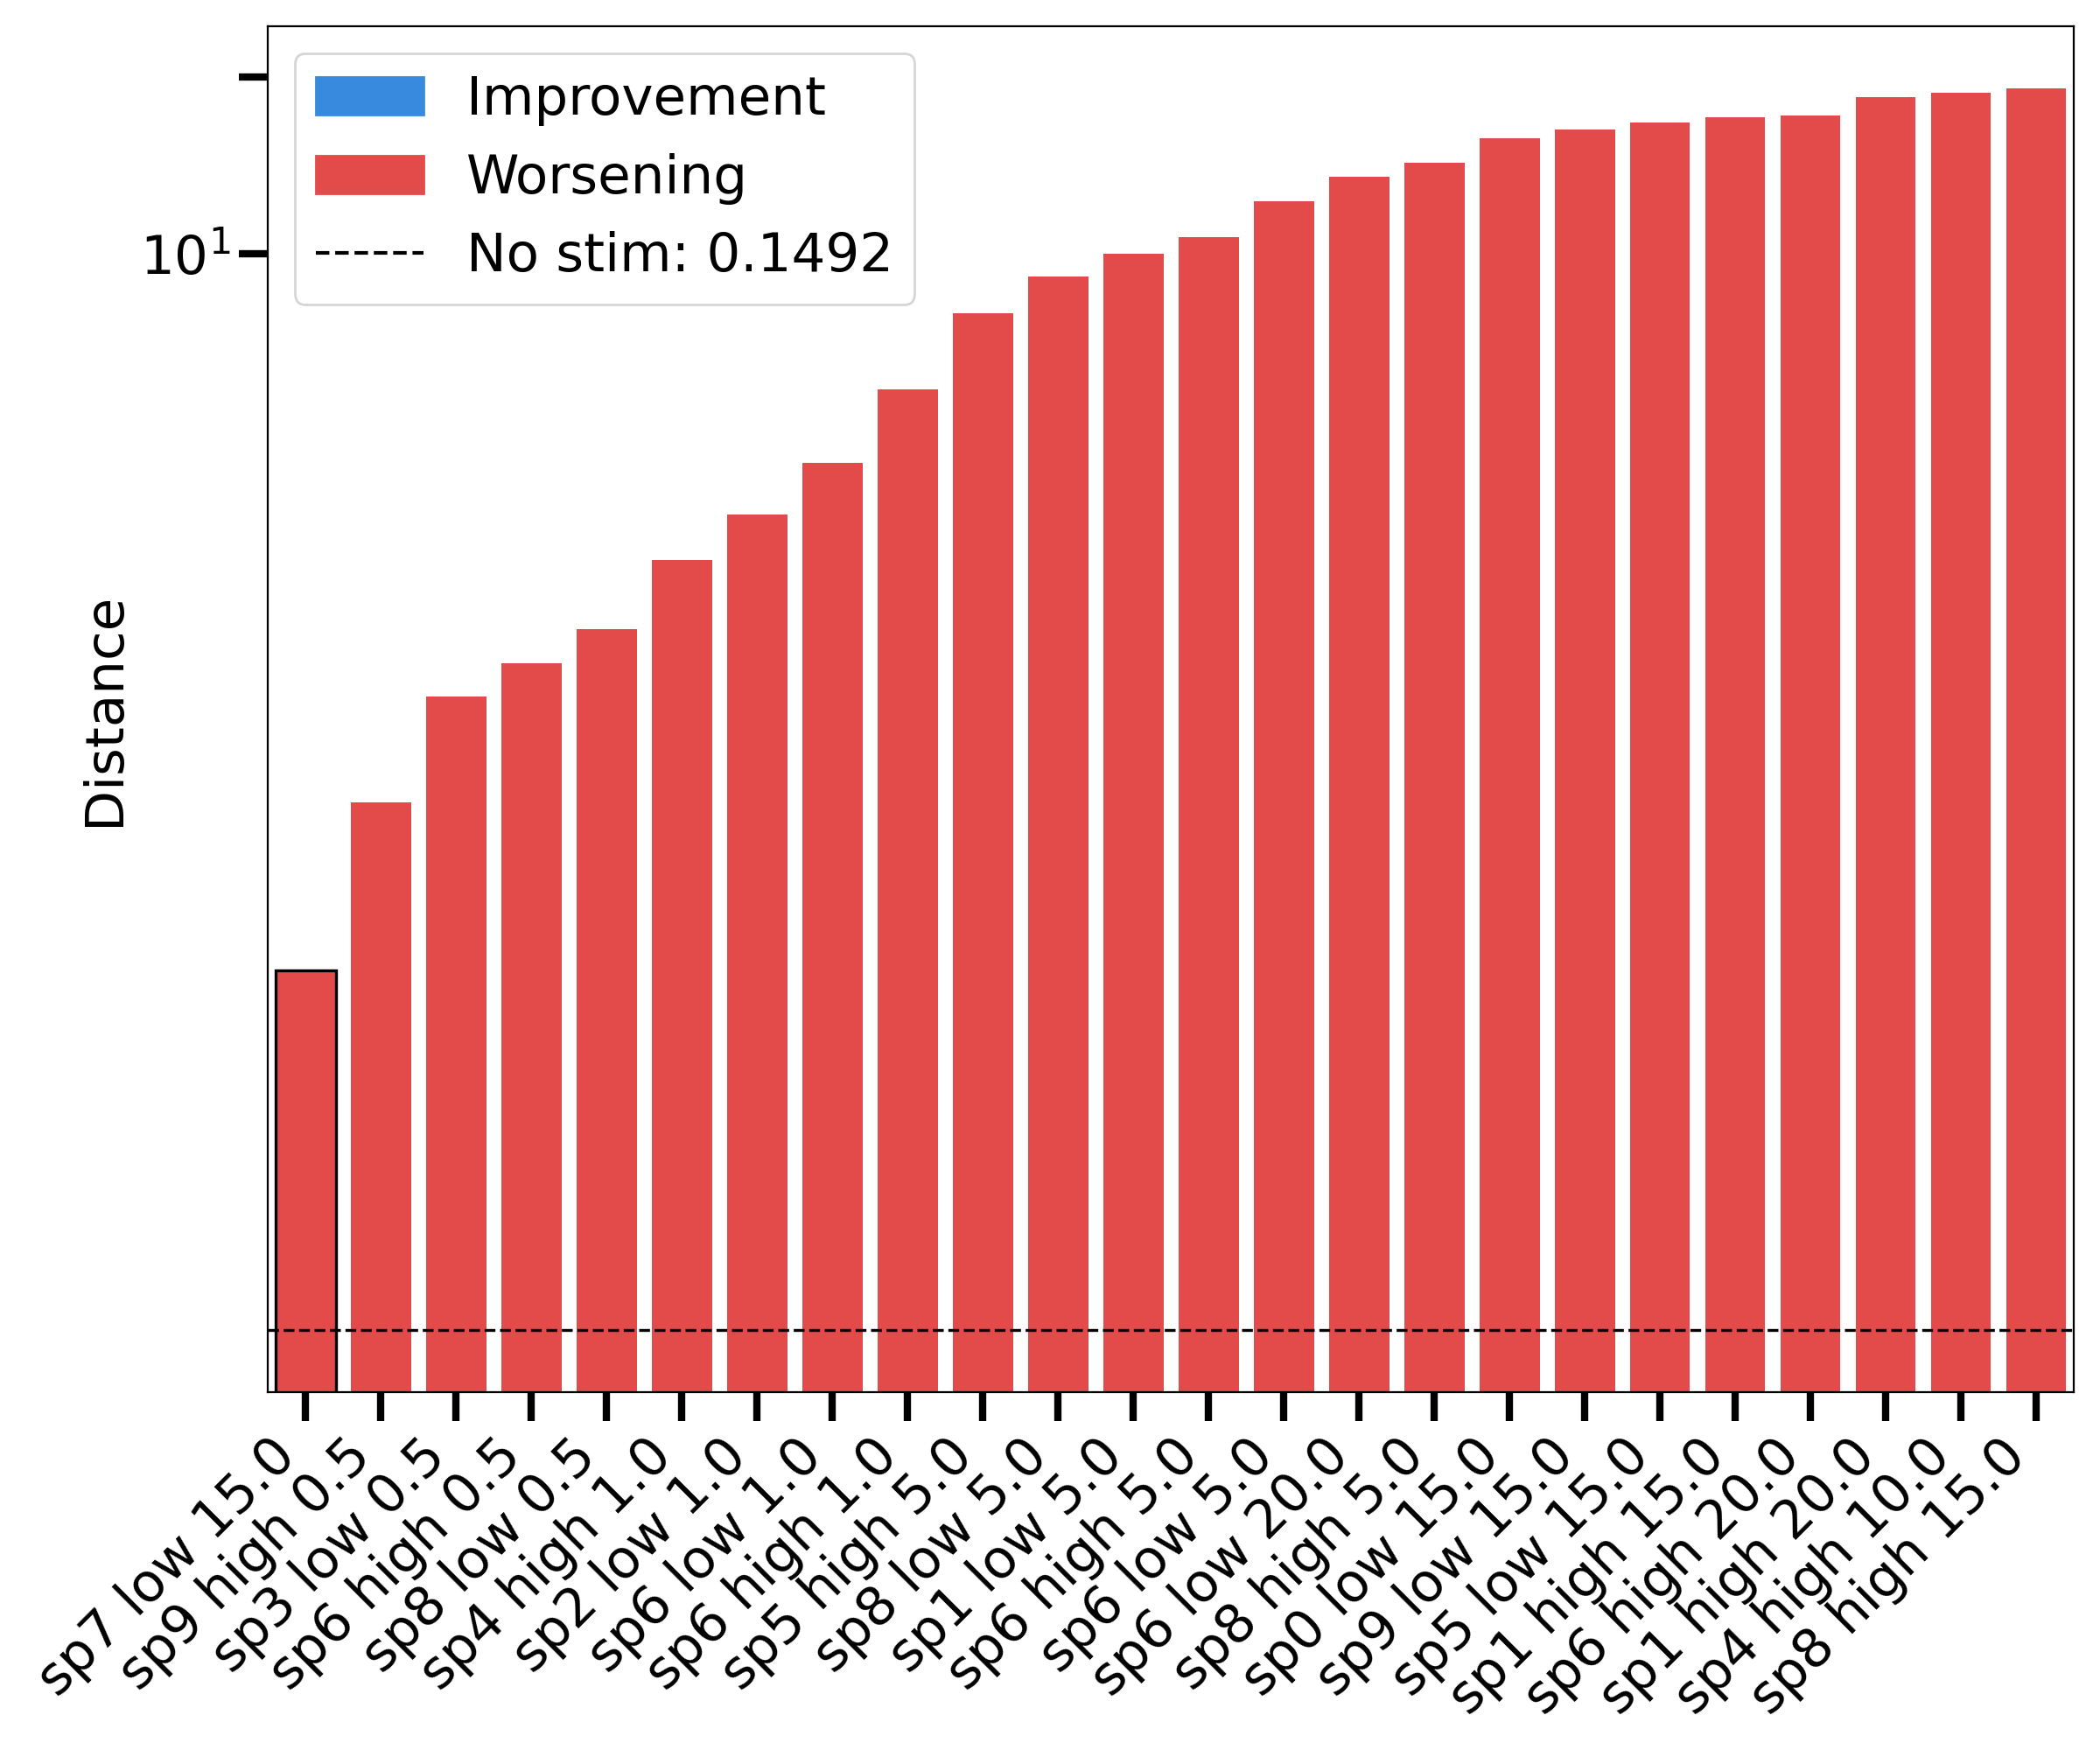 Improvement
Worsening
No stim: 0.1492
10¹
Distance
sp7 low 15.0
sp9 high 0.5
sp3 low 0.5
sp6 high 0.5
sp8 low 0.5
sp4 high 1.0
sp2 low 1.0
sp6 low 1.0
sp6 high 1.0
sp5 high 5.0
sp8 low 5.0
sp1 low 5.0
sp6 high 5.0
sp6 low 5.0
sp6 low 20.0
sp8 high 5.0
sp0 low 15.0
sp9 low 15.0
sp5 low 15.0
sp1 high 15.0
sp6 high 20.0
sp1 high 20.0
sp4 high 10.0
sp8 high 15.0